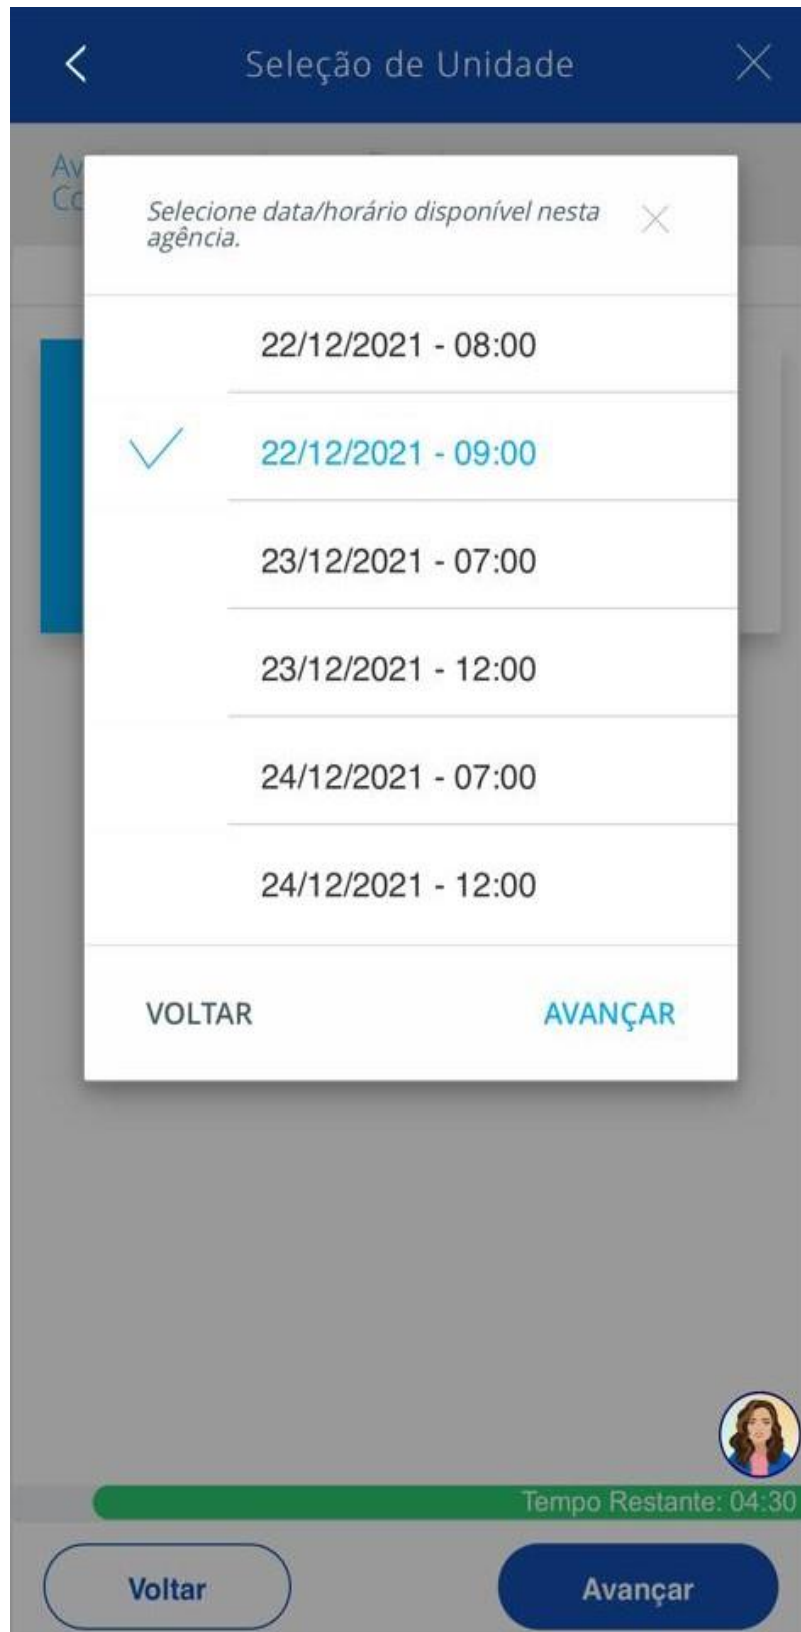 Seleção de Unidade
Selecione data/horário disponível nesta
agência.
22/12/2021 - 08:00
22/12/2021 - 09:00
23/12/2021 - 07:00
23/12/2021 - 12:00
24/12/2021 - 07:00
24/12/2021 - 12:00
VOLTAR
AVANÇAR
Tempo Restante: 04:30
Voltar
Avançar